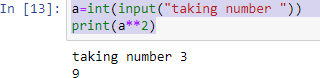 In [13]: a=int(input("taking number "))
print(a**2)
taking number 3
9